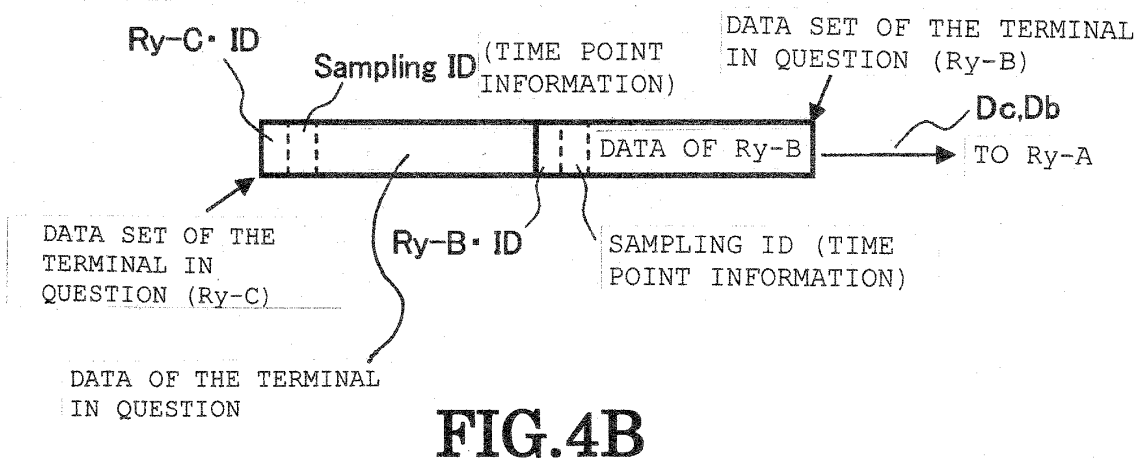 Ry-C· ID
Sampling ID (TIME POINT
INFORMATION)
DATA SET OF THE TERMINAL
IN QUESTION (Ry-B)
Dc,Db
DATA OF Ry-B
TO Ry-A
DATA SET OF THE
TERMINAL IN
QUESTION (Ry-C)
Ry-B· ID
SAMPLING ID (TIME
POINT INFORMATION)
DATA OF THE TERMINAL
IN QUESTION
FIG.4B